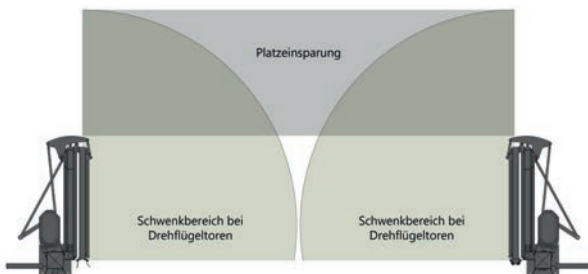 Platzeinsparung
Schwenkbereich bei
Drehflügeltoren
Schwenkbereich bei
Drehflügeltoren